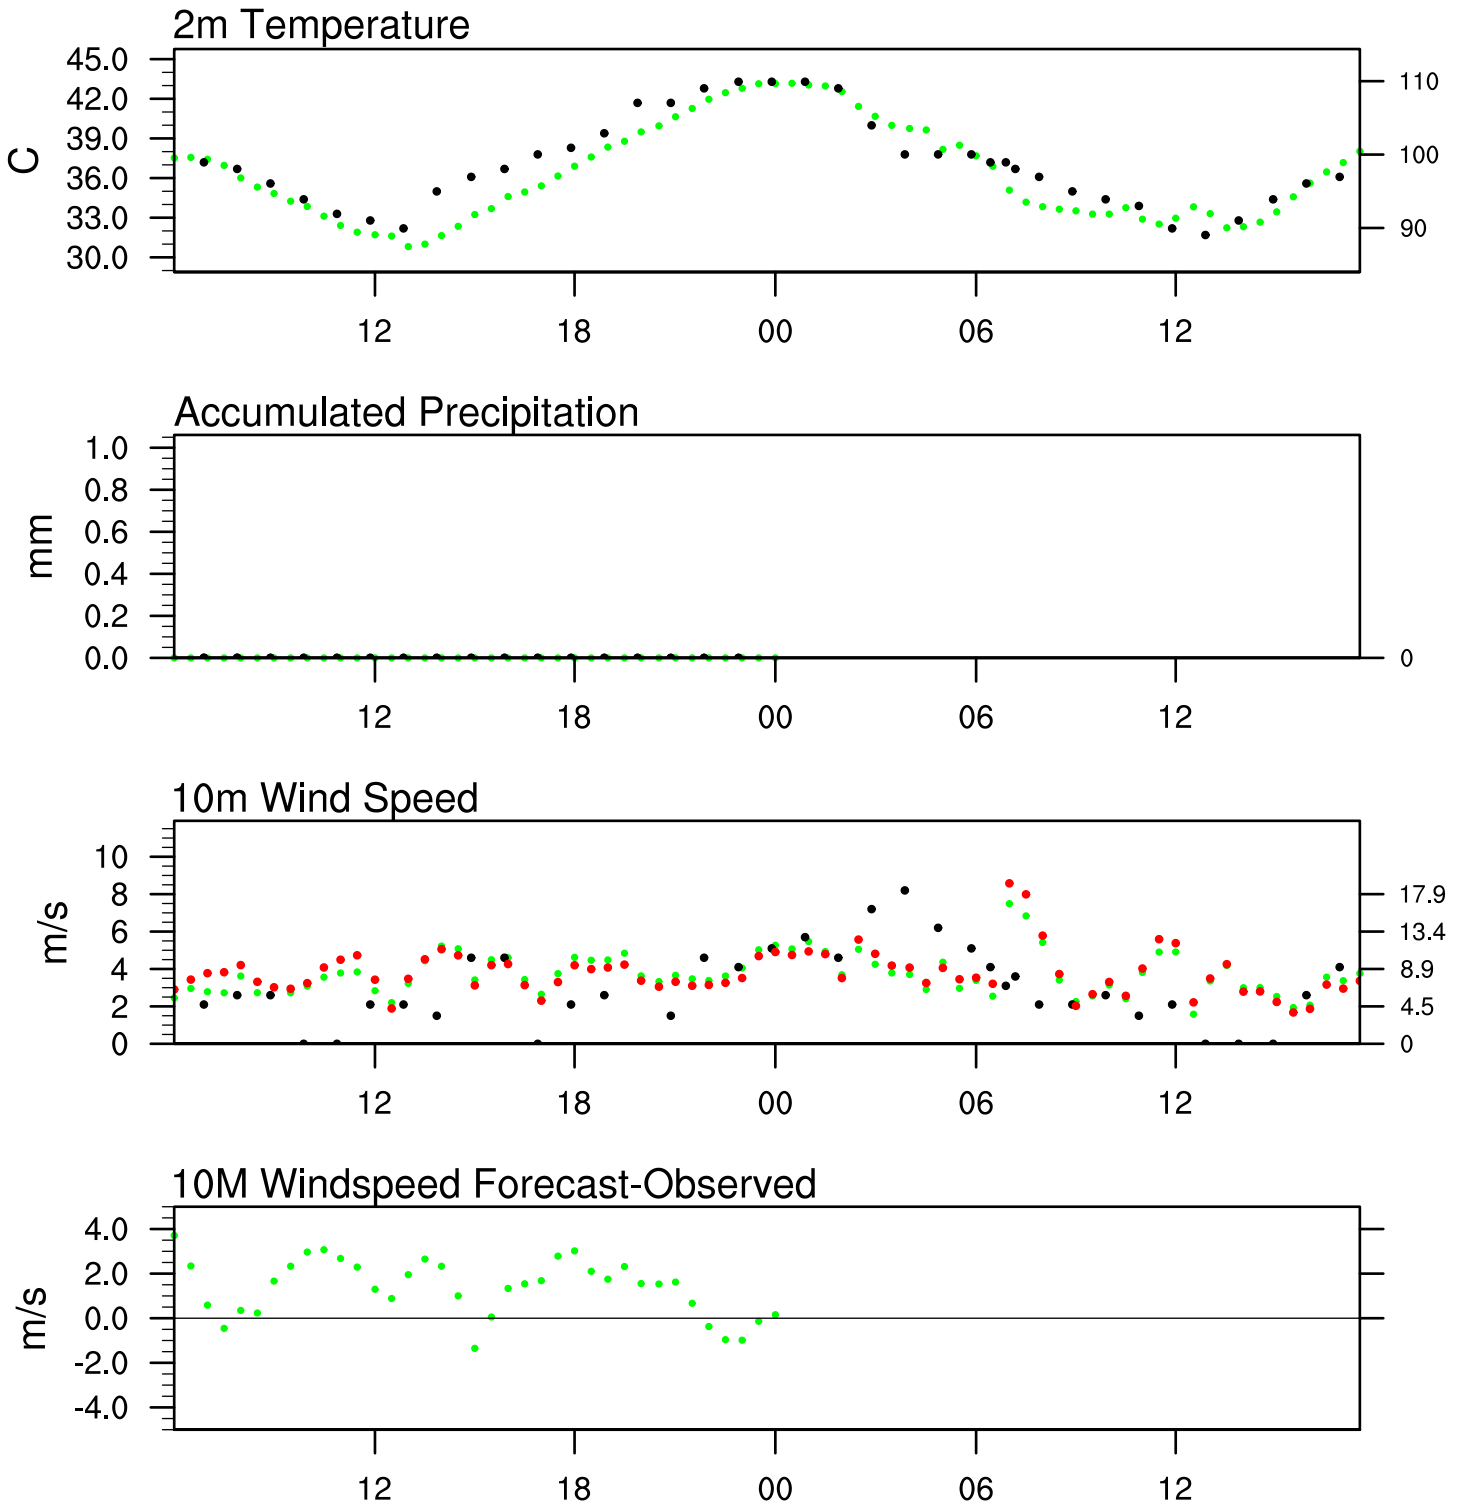 2m Temperature
45.0
42.0
39.0
36.0
33.0
30.0
C
110
100
90
12 18 00 06 12
Accumulated Precipitation
1.0
0.8
0.6
0.4
0.2
0.0
mm
0
12 18 00 06 12
10m Wind Speed
10
8
6
4
2
0
m/s
17.9
13.4
8.9
4.5
0
12 18 00 06 12
10M Windspeed Forecast-Observed
4.0
2.0
0.0
-2.0
-4.0
m/s
12 18 00 06 12